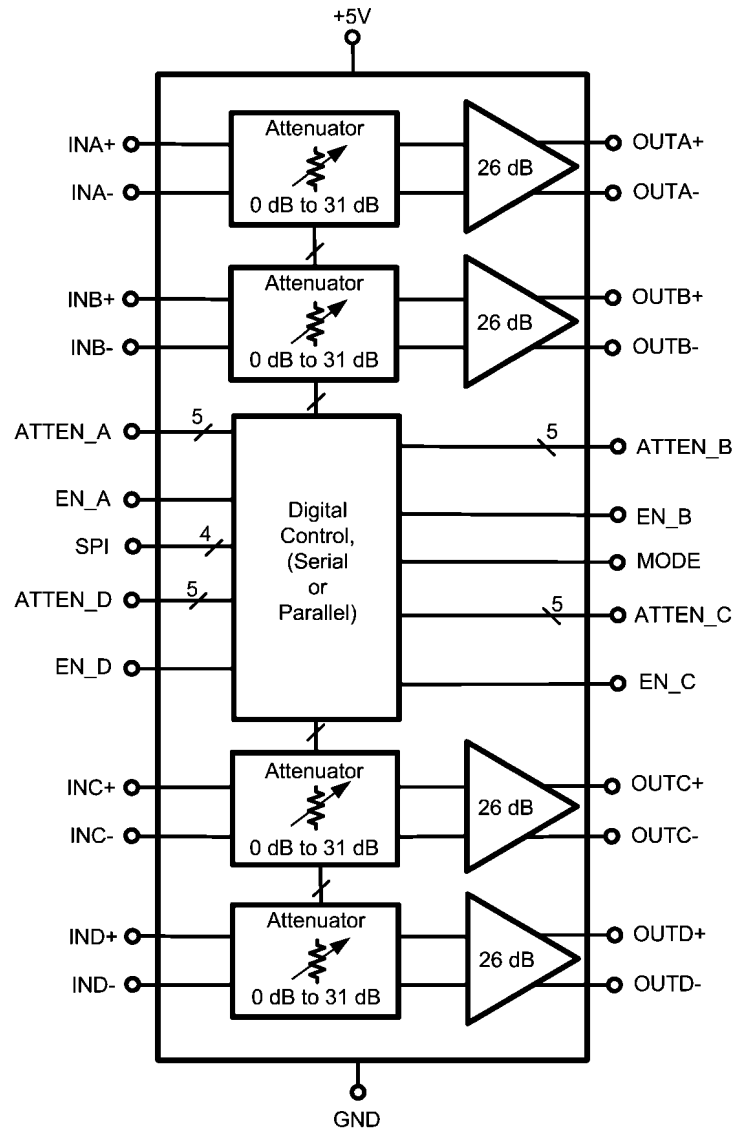 +5V
INA+
Attenuator
26 dB
OUTA+
INA-
0 dB to 31 dB
OUTA-
INB+
Attenuator
26 dB
OUTB+
INB-
0 dB to 31 dB
OUTB-
ATTEN_A
5
5
ATTEN_B
EN_A
Digital
Control,
(Serial
or
Parallel)
EN_B
SPI
4
MODE
ATTEN_D
5
5
ATTEN_C
EN_D
EN_C
INC+
Attenuator
26 dB
OUTC+
INC-
0 dB to 31 dB
OUTC-
IND+
Attenuator
26 dB
OUTD+
IND-
0 dB to 31 dB
OUTD-
GND